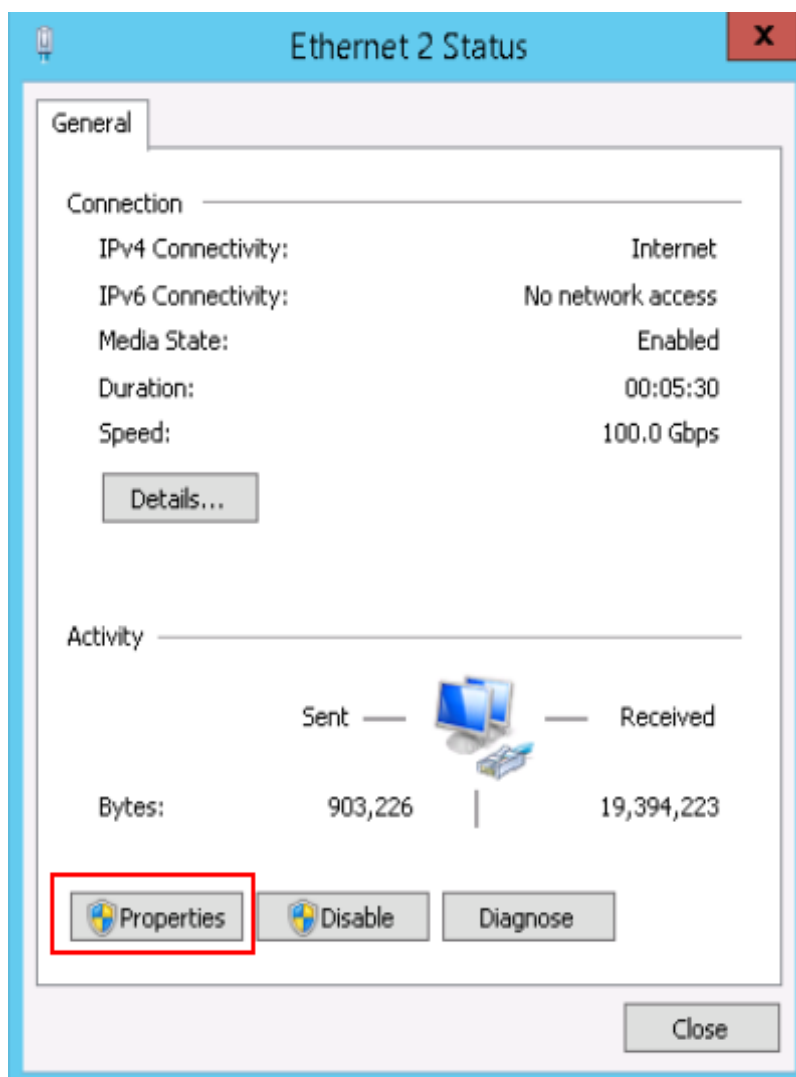 Ethernet 2 Status
x
General
Connection
IPv4 Connectivity: Internet
IPv6 Connectivity: No network access
Media State: Enabled
Duration: 00:05:30
Speed: 100.0 Gbps
Details...
Activity
Sent — Received
Bytes: 903,226 | 19,394,223
Properties Disable Diagnose
Close